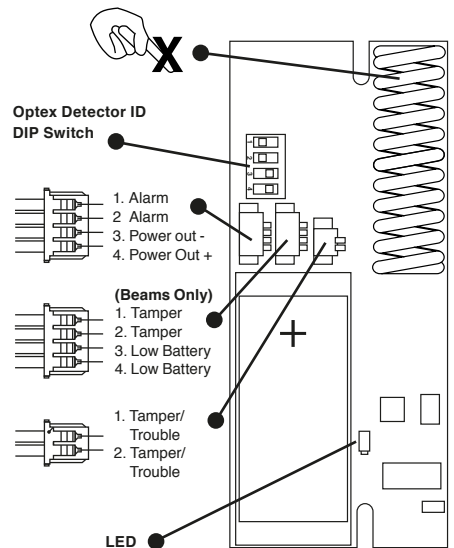 X
Optex Detector ID
DIP Switch
1
2
3
4
1. Alarm
2 Alarm
3. Power out -
4. Power Out +
(Beams Only)
1. Tamper
2. Tamper
3. Low Battery
4. Low Battery
+
1. Tamper/
Trouble
2. Tamper/
Trouble
LED